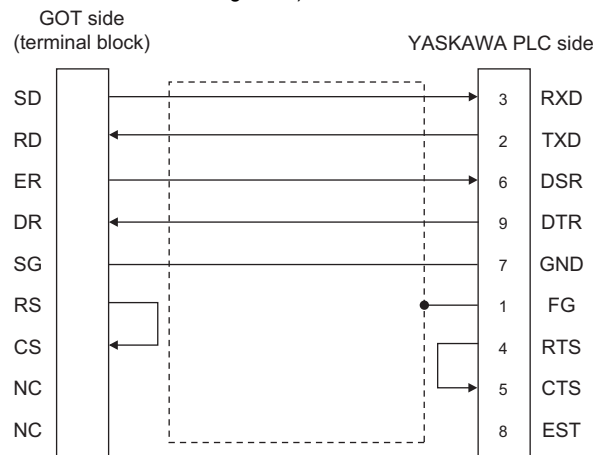 GOT side
(terminal block)
YASKAWA PLC side
SD 3 RXD
RD 2 TXD
ER 6 DSR
DR 9 DTR
SG 7 GND
RS 1 FG
CS 4 RTS
NC 5 CTS
NC 8 EST